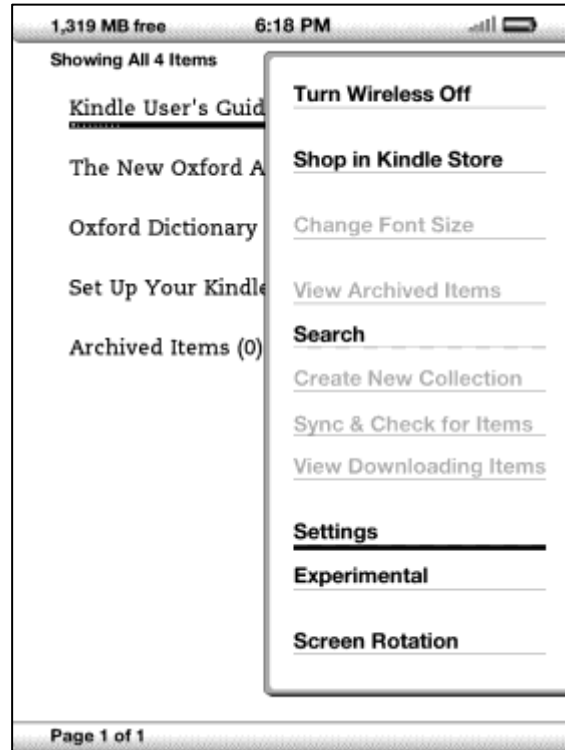 1,319 MB free 6:18 PM
Showing All 4 Items
Kindle User's Guid
The New Oxford A
Oxford Dictionary
Set Up Your Kindle
Archived Items (0)
Turn Wireless Off
Shop in Kindle Store
Change Font Size
View Archived Items
Search
Create New Collection
Sync & Check for Items
View Downloading Items
Settings
Experimental
Screen Rotation
Page 1 of 1